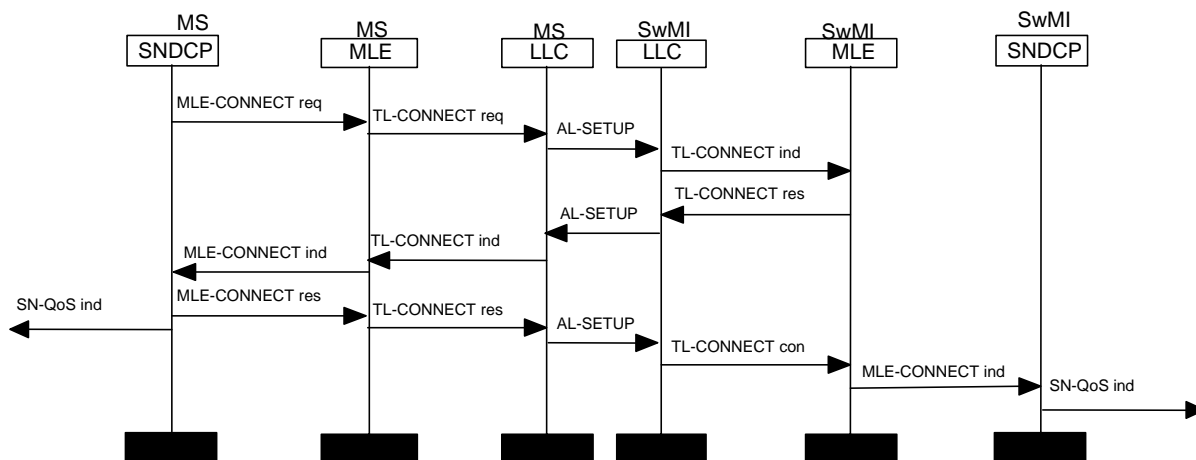 MS
SNDCP
MS
MLE
MS
LLC
SwMI
LLC
SwMI
MLE
SwMI
SNDCP
MLE-CONNECT req
TL-CONNECT req
AL-SETUP
TL-CONNECT ind
TL-CONNECT res
AL-SETUP
TL-CONNECT ind
MLE-CONNECT ind
MLE-CONNECT res
SN-QoS ind
TL-CONNECT res
AL-SETUP
TL-CONNECT con
MLE-CONNECT ind
SN-QoS ind